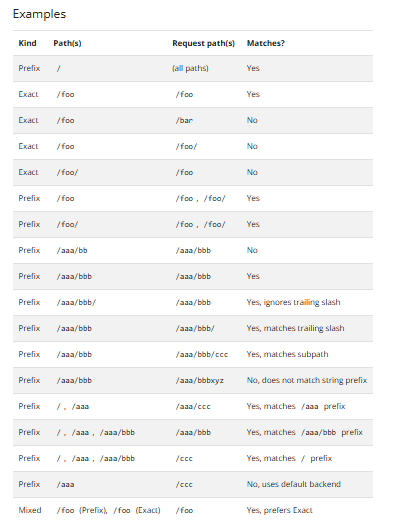 Examples
Kind Path(s) Request path(s) Matches?
Prefix / (all paths) Yes
Exact /foo /foo Yes
Exact /foo /bar No
Exact /foo /foo/ No
Exact /foo/ /foo No
Prefix /foo /foo , /foo/ Yes
Prefix /foo/ /foo , /foo/ Yes
Prefix /aaa/bb /aaa/bbb No
Prefix /aaa/bbb /aaa/bbb Yes
Prefix /aaa/bbb/ /aaa/bbb Yes, ignores trailing slash
Prefix /aaa/bbb /aaa/bbb/ Yes, matches trailing slash
Prefix /aaa/bbb /aaa/bbb/ccc Yes, matches subpath
Prefix /aaa/bbb /aaa/bbbxyz No, does not match string prefix
Prefix / , /aaa /aaa/ccc Yes, matches /aaa prefix
Prefix / , /aaa , /aaa/bbb /aaa/bbb Yes, matches /aaa/bbb prefix
Prefix / , /aaa , /aaa/bbb /ccc Yes, matches / prefix
Prefix /aaa /ccc No, uses default backend
Mixed /foo (Prefix), /foo (Exact) /foo Yes, prefers Exact